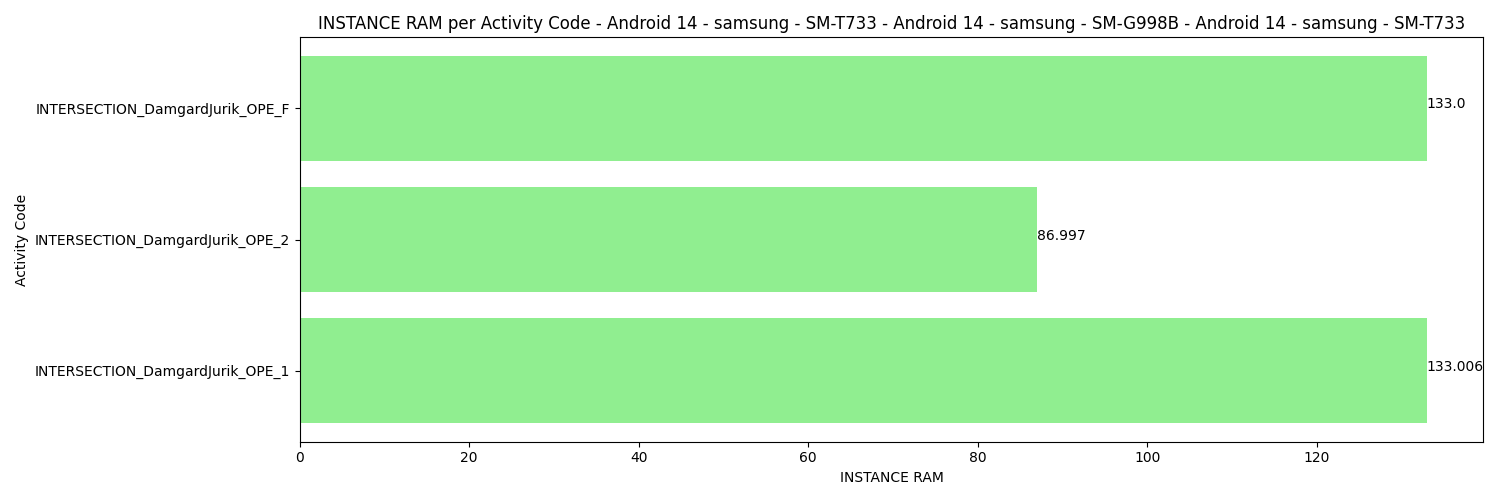 INSTANCE RAM per Activity Code - Android 14 - samsung - SM-T733 - Android 14 - samsung - SM-G998B - Android 14 - samsung - SM-T733
INTERSECTION_DamgardJurik_OPE_F
133.0
INTERSECTION_DamgardJurik_OPE_2
86.997
INTERSECTION_DamgardJurik_OPE_1
133.006
Activity Code
0 20 40 60 80 100 120
INSTANCE RAM